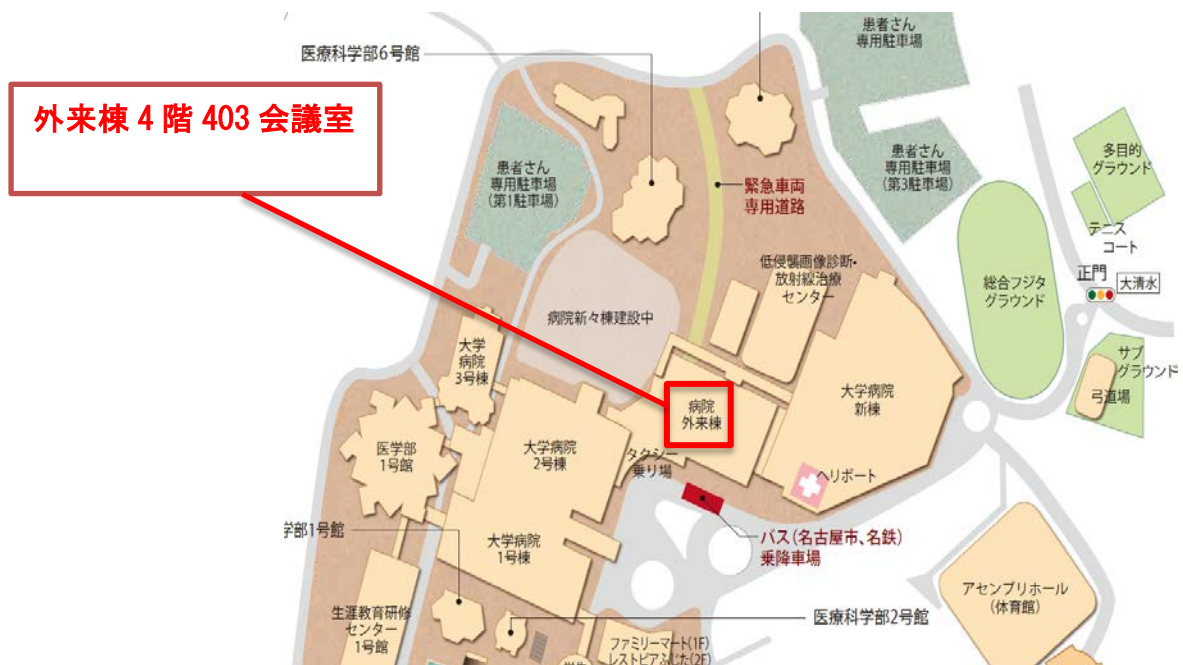 患者さん
専用駐車場
医療科学部6号館
外来棟 4 階 403 会議室
患者さん
専用駐車場
(第1駐車場)
緊急車両
専用道路
患者さん
専用駐車場
(第3駐車場)
多目的
グラウンド
テニス
コート
正門
大清水
低侵襲画像診断・
放射線治療
センター
総合フジタ
グラウンド
病院新々棟建設中
大学
病院
3号棟
サブ
グラウンド
弓道場
大学病院
新棟
病院
外来棟
医学部
1号館
大学病院
2号棟
タクシー
乗り場
ヘリポート
学部1号館
大学病院
1号棟
バス(名古屋市、名鉄)
乗降車場
アセンブリホール
(体育館)
生涯教育研修
センター
1号館
医療科学部2号館
ファミリーマート(1F)
レストピアふじた(2F)